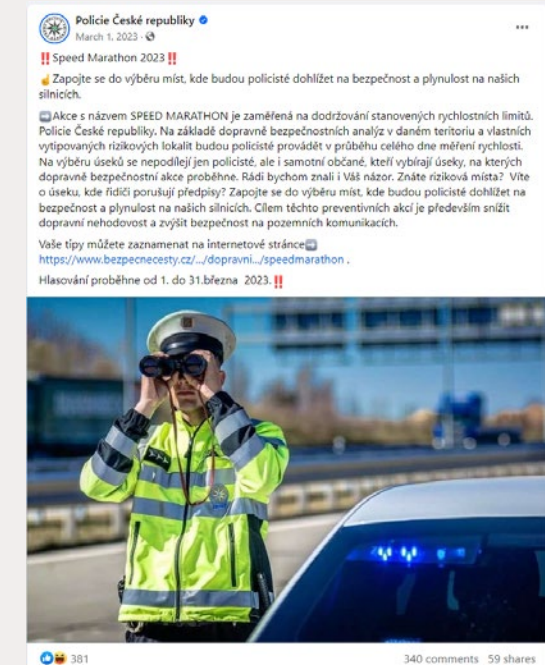 Policie České republiky
March 1, 2023 ·
‼Speed Marathon 2023‼
☝Zapojte se do výběru míst, kde budou policisté dohlížet na bezpečnost a plynulost na našich
silnicích.
➡Akce s názvem SPEED MARATHON je zaměřená na dodržování stanovených rychlostních limitů.
Policie České republiky. Na základě dopravně bezpečnostních analýz v daném teritoriu a vlastních
vytipovaných rizikových lokalit budou policisté provádět v průběhu celého dne měření rychlosti.
Na výběru úseků se nepodílejí jen policisté, ale i samotní občané, kteří vybírají úseky, na kterých
dopravně bezpečnostní akce proběhne. Rádi bychom znali i Váš názor. Znáte riziková místa? Víte
o úseku, kde řidiči porušují předpisy? Zapojte se do výběru míst, kde budou policisté dohlížet na
bezpečnost a plynulost na našich silnicích. Cílem těchto preventivních akcí je především snížit
dopravní nehodovost a zvýšit bezpečnost na pozemních komunikacích.
Vaše tipy můžete zaznamenat na internetové stránce➡
https://www.bezpecnecesty.cz/.../dopravni.../speedmarathon .
Hlasování proběhne od 1. do 31.března 2023.‼
381
340 comments 59 shares